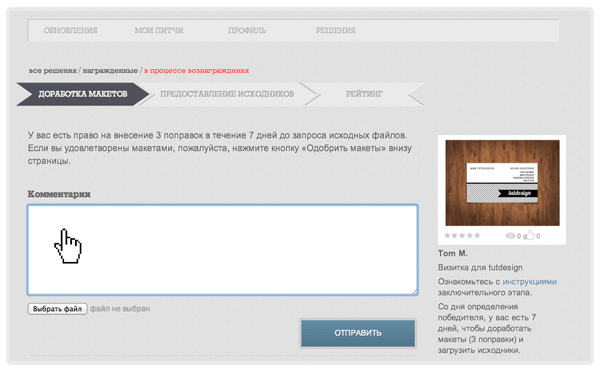 ОБНОВЛЕНИЯ МОИ ПИТЧИ ПРОФИЛЬ РЕШЕНИЯ
все решения / награжденные / в процессе вознаграждения
ДОРАБОТКА МАКЕТОВ ПРЕДОСТАВЛЕНИЕ ИСХОДНИКОВ РЕЙТИНГ
У вас есть право на внесение 3 поправок в течение 7 дней до запроса исходных файлов.
Если вы удовлетворены макетами, пожалуйста, нажмите кнопку «Одобрить макеты» внизу
страницы.
Комментарии
Выбрать файл файл не выбран
ОТПРАВИТЬ
tutdesign
0 0
Tom M.
Визитка для tutdesign
Ознакомьтесь с инструкциями
заключительного этапа.
Со дня определения
победителя, у вас есть 7
дней, чтобы доработать
макеты (3 поправки) и
загрузить исходники.